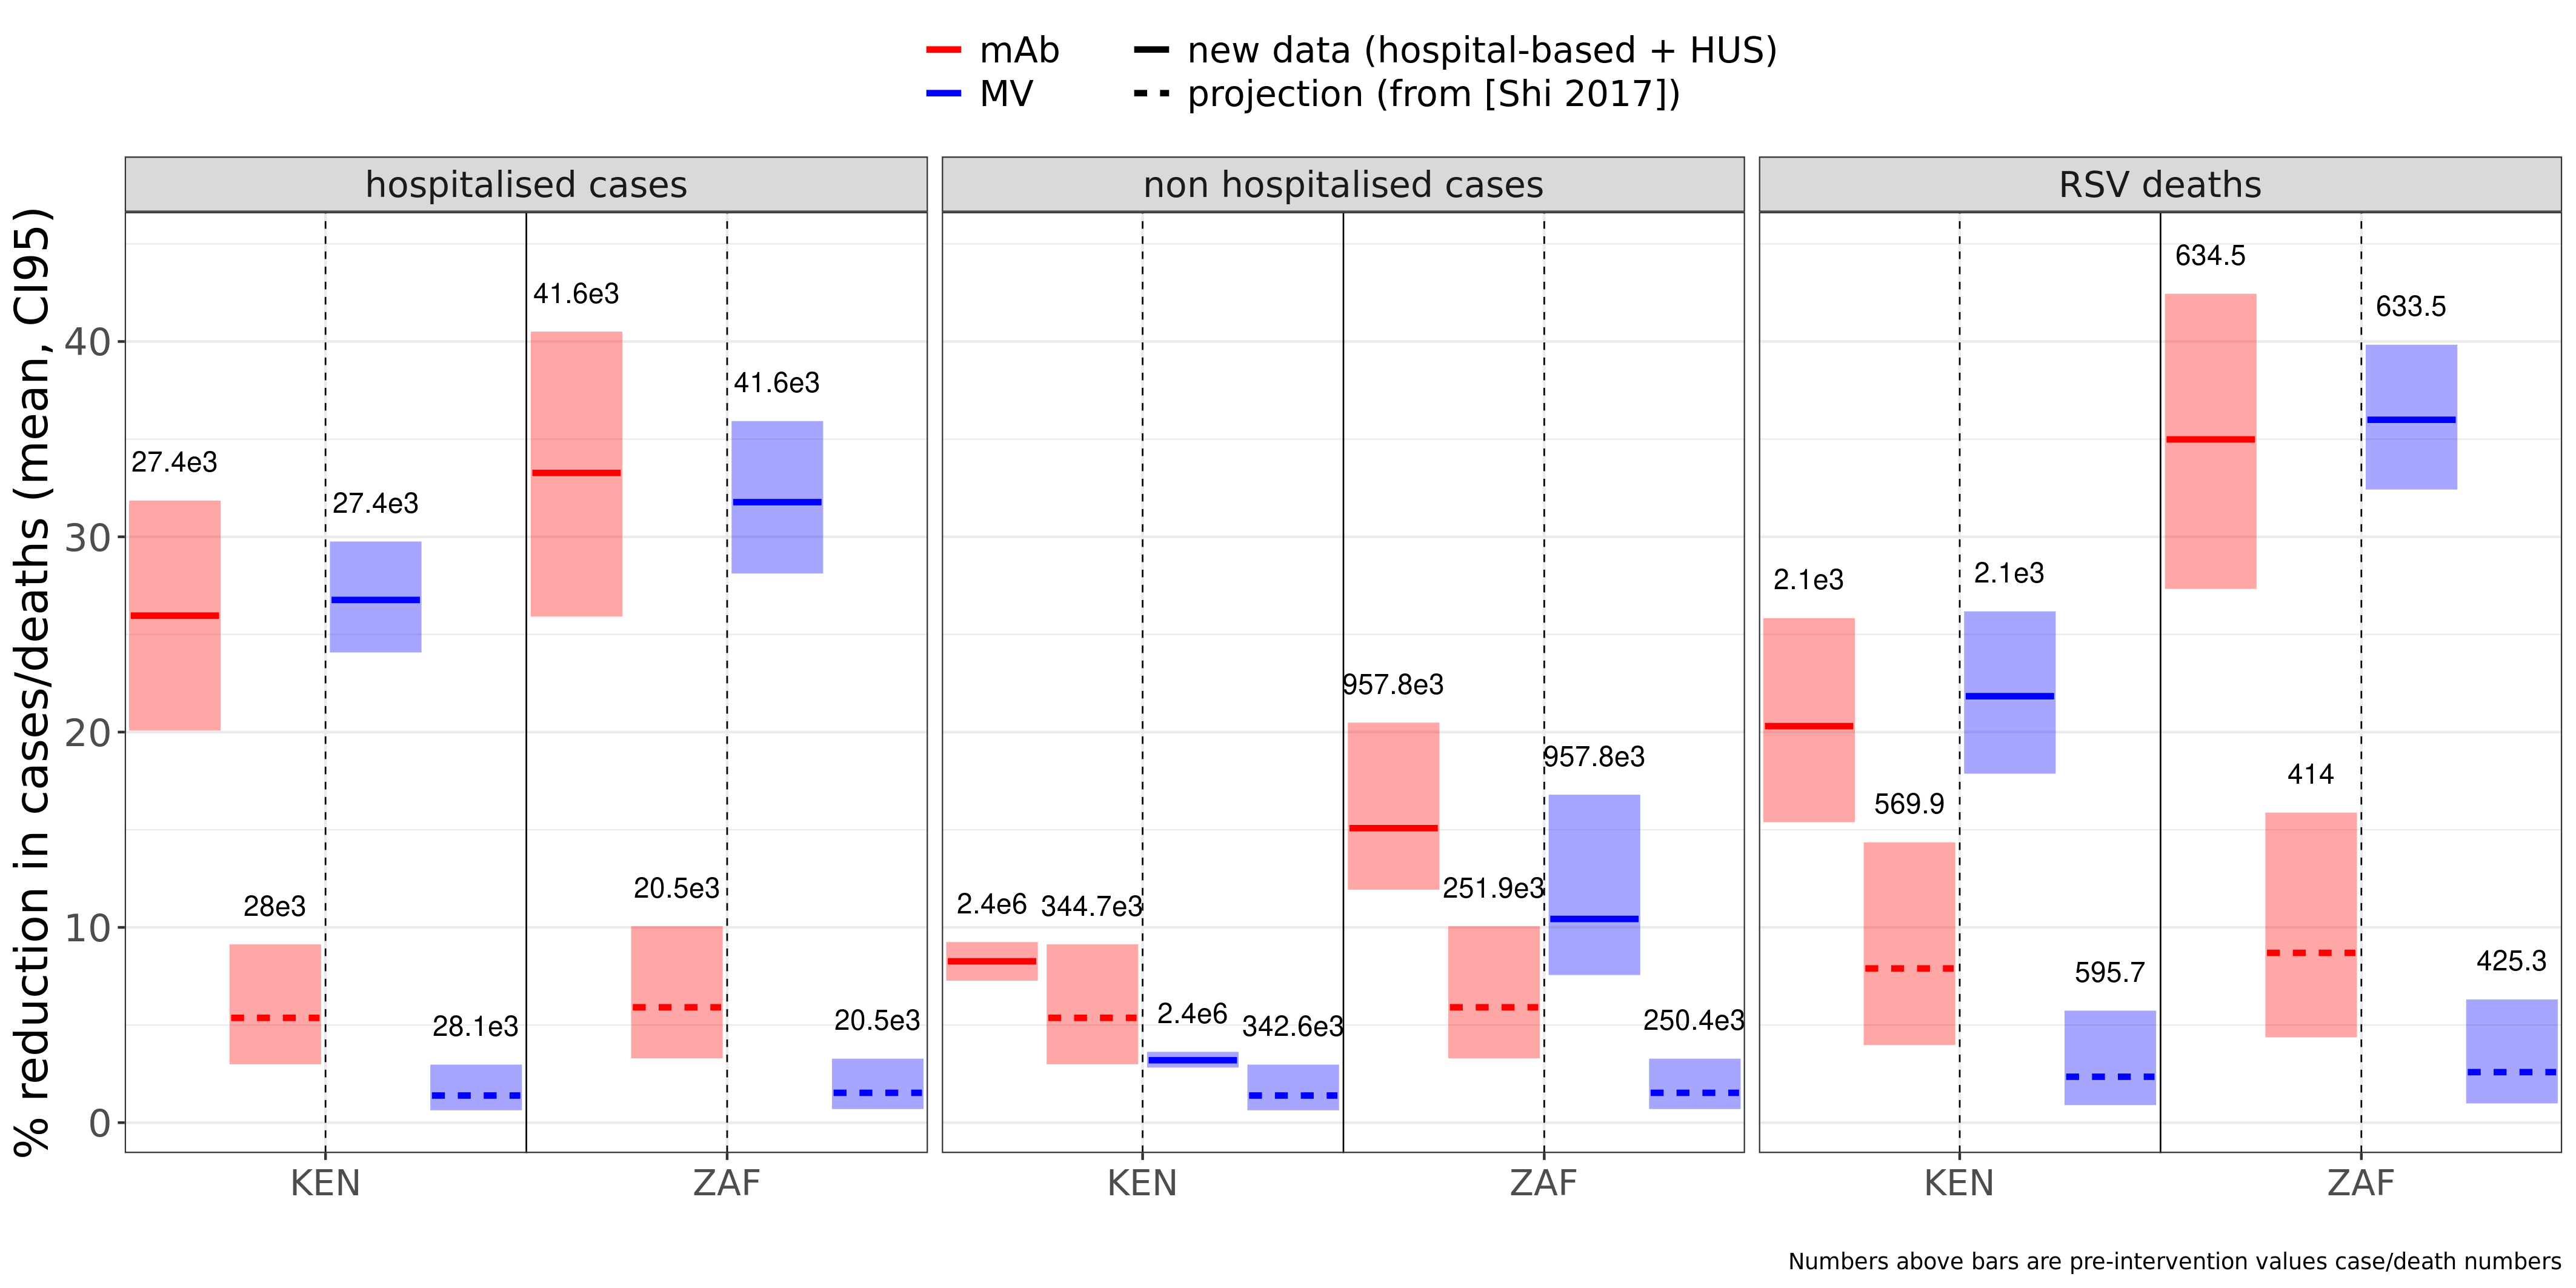 mAb
MV
new data (hospital-based + HUS)
projection (from [Shi 2017])
% reduction in cases/deaths (mean, CI95)
hospitalised cases
non hospitalised cases
RSV deaths
40
30
20
10
0
27.4e3
28e3
27.4e3
28.1e3
41.6e3
20.5e3
41.6e3
20.5e3
2.4e6
344.7e3
2.4e6
342.6e3
957.8e3
251.9e3
957.8e3
250.4e3
2.1e3
569.9
2.1e3
595.7
634.5
414
633.5
425.3
KEN
ZAF
KEN
ZAF
KEN
ZAF
Numbers above bars are pre-intervention values case/death numbers